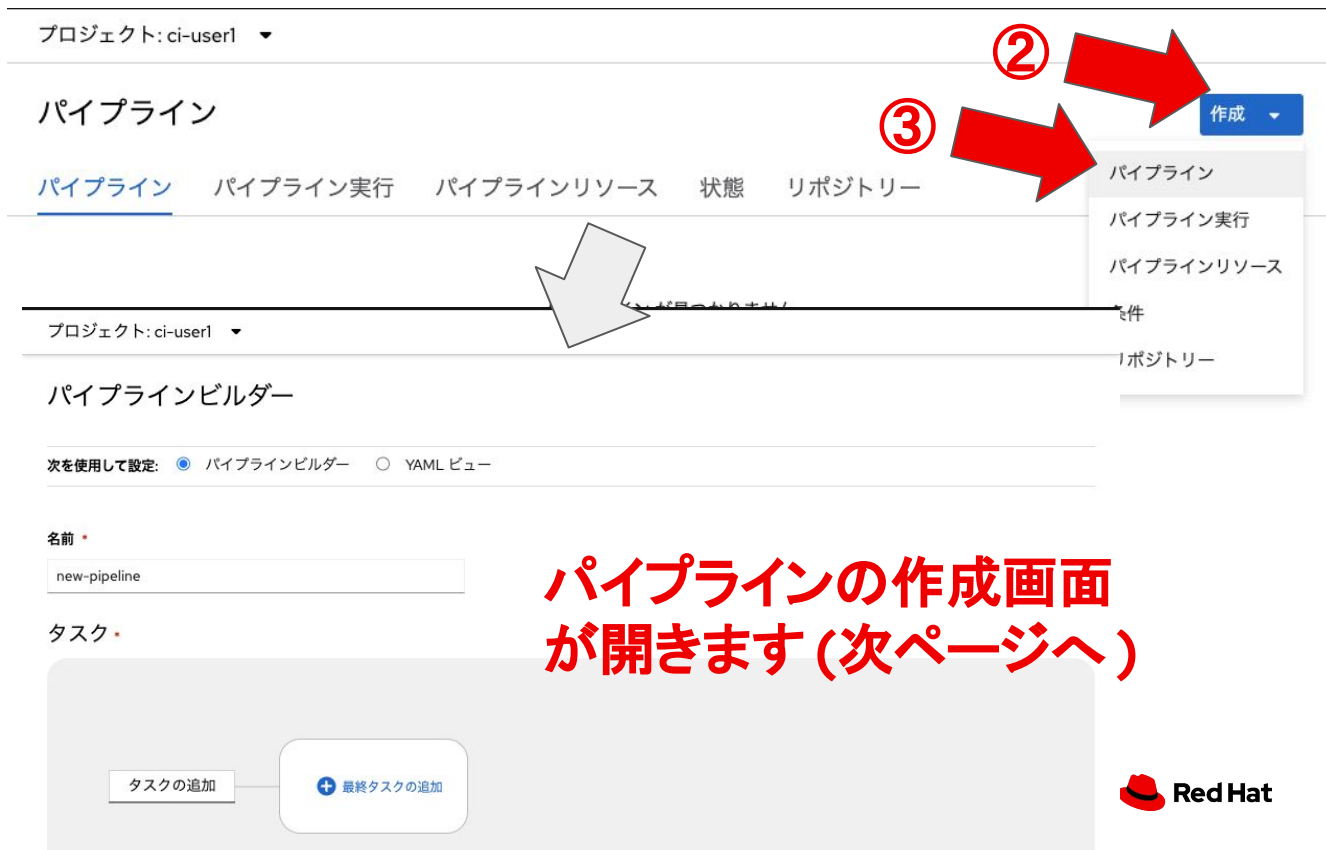 プロジェクト: ci-user1
②
パイプライン
作成
③
パイプライン パイプライン実行 パイプラインリソース 状態 リポジトリー
パイプライン
パイプライン実行
パイプラインリソース
プロジェクト: ci-user1
パイプラインビルダー
次を使用して設定: パイプラインビルダー YAML ビュー
名前 *
new-pipeline
パイプラインの作成画面
が開きます(次ページへ)
タスク *
タスクの追加
最終タスクの追加
Red Hat